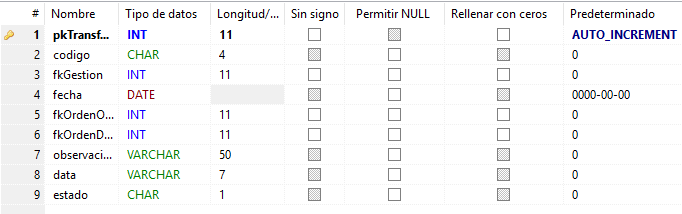 # Nombre Tipo de datos Longitud/... Sin signo Permitir NULL Rellenar con ceros Predeterminado
1 pkTransf... INT 11 AUTO_INCREMENT
2 codigo CHAR 4 0
3 fkGestion INT 11 0
4 fecha DATE 0000-00-00
5 fkOrdenO... INT 11 0
6 fkOrdenD... INT 11 0
7 observaci... VARCHAR 50 0
8 data VARCHAR 7 0
9 estado CHAR 1 0